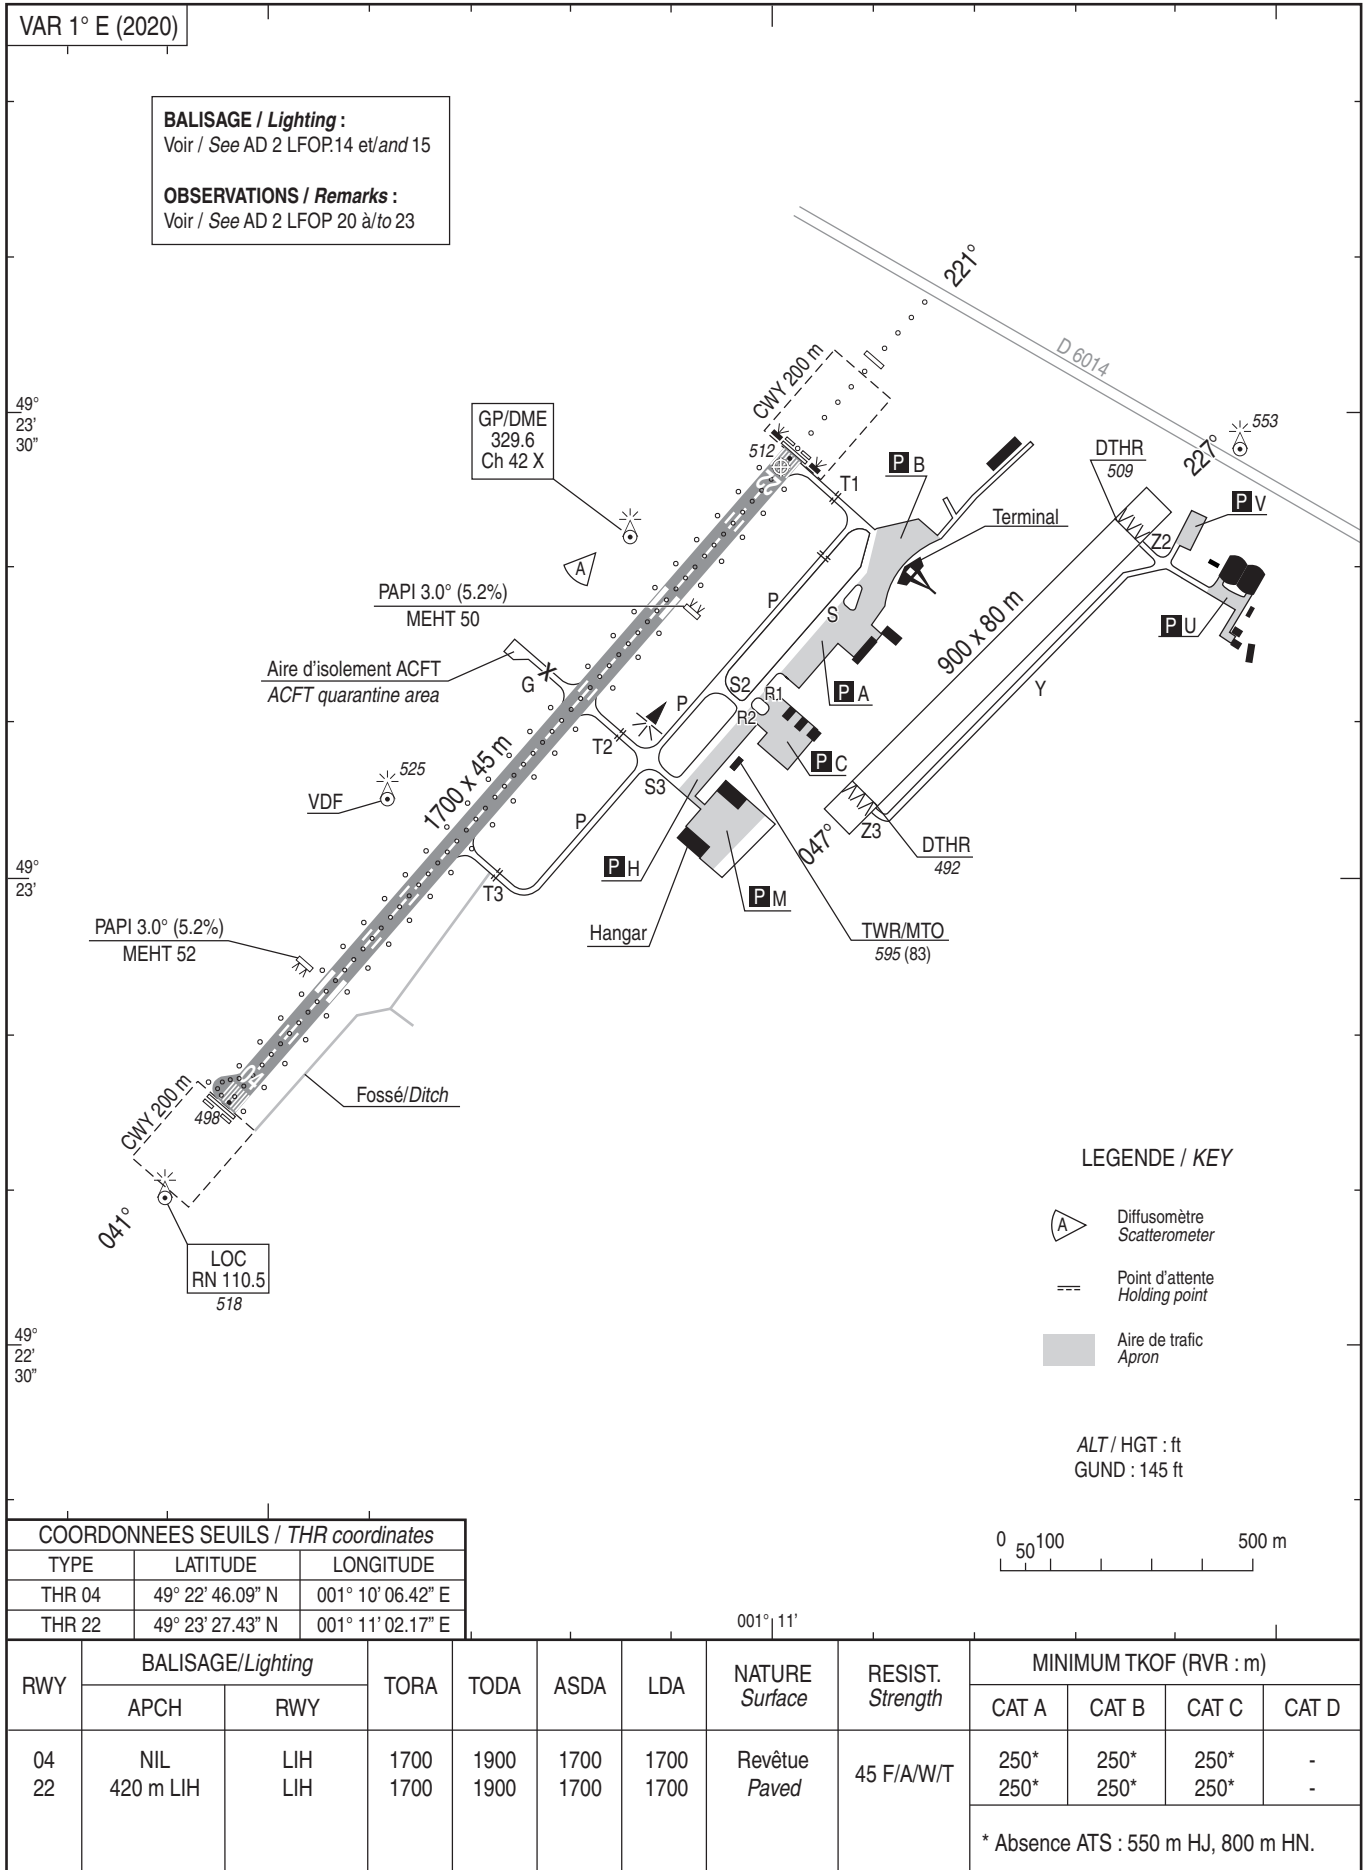 VAR 1° E (2020)
BALISAGE / Lighting :
Voir / See AD 2 LFOP.14 et/and 15
OBSERVATIONS / Remarks :
Voir / See AD 2 LFOP 20 à/to 23
221°
D 6014
CWY 200 m
49°
23'
30"
GP/DME
329.6
Ch 42 X
512
22
T1
P B
Terminal
DTHR
509
227°
553
P V
Z2
A
PAPI 3.0° (5.2%)
MEHT 50
P
S
P U
900 x 80 m
Aire d'isolement ACFT
ACFT quarantine area
G
S2
R1
R2
P A
Y
P
T2
P C
525
VDF
1700 x 45 m
S3
P
Z3
047°
DTHR
492
49°
23'
T3
P H
P M
Hangar
TWR/MTO
595 (83)
PAPI 3.0° (5.2%)
MEHT 52
04
Fossé/Ditch
CWY 200 m
498
041°
LOC
RN 110.5
518
LEGENDE / KEY
A
Diffusomètre
Scatterometer
Point d'attente
Holding point
Aire de trafic
Apron
49°
22'
30"
ALT / HGT : ft
GUND : 145 ft
0 50 100 500 m
COORDONNEES SEUILS / THR coordinates
TYPE LATITUDE LONGITUDE
THR 04 49° 22' 46.09" N 001° 10' 06.42" E
THR 22 49° 23' 27.43" N 001° 11' 02.17" E
001° 11'
RWY BALISAGE/Lighting TORA TODA ASDA LDA NATURE Surface RESIST. Strength MINIMUM TKOF (RVR : m)
APCH RWY CAT A CAT B CAT C CAT D
04 NIL LIH 1700 1900 1700 1700 Revêtue 45 F/A/W/T 250* 250* 250* -
22 420 m LIH LIH 1700 1900 1700 1700 Paved 250* 250* 250* -
* Absence ATS : 550 m HJ, 800 m HN.